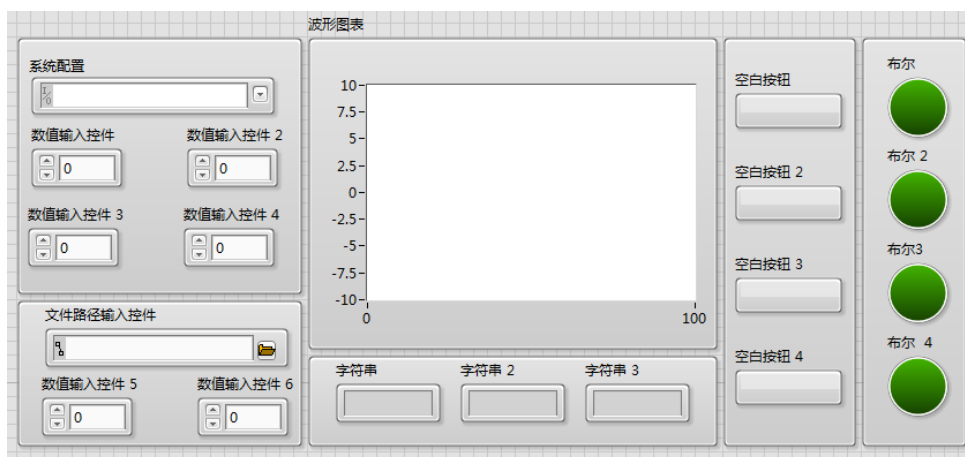 波形图表
系统配置
数值输入控件
数值输入控件 2
0
0
数值输入控件 3
数值输入控件 4
0
0
文件路径输入控件
数值输入控件 5
数值输入控件 6
0
0
10
7.5
5
2.5
0
-2.5
-5
-7.5
-10
0
100
字符串
字符串 2
字符串 3
空白按钮
空白按钮 2
空白按钮 3
空白按钮 4
布尔
布尔 2
布尔3
布尔 4